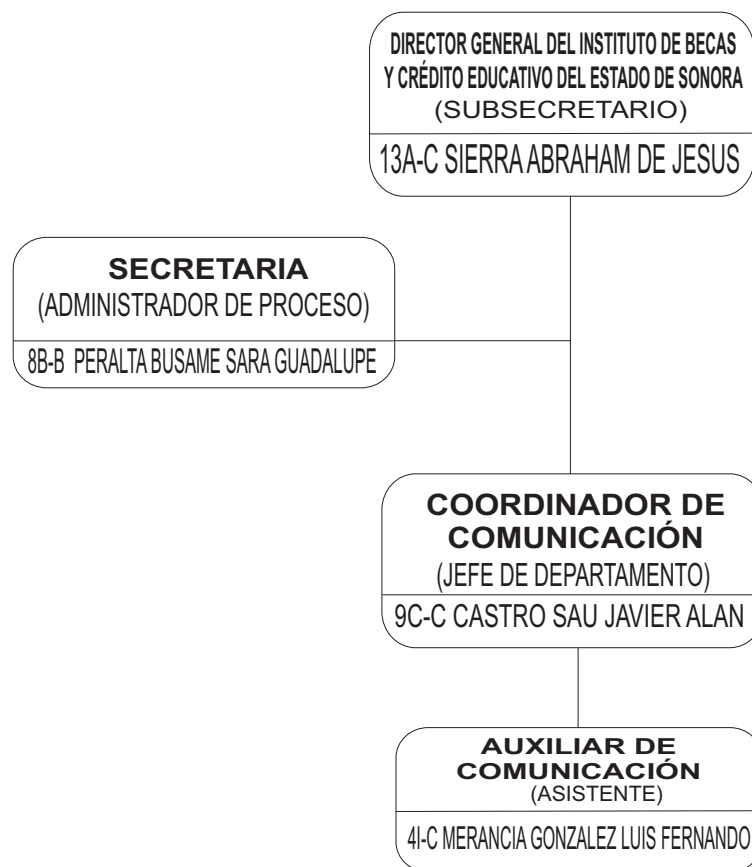 DIRECTOR GENERAL DEL INSTITUTO DE BECAS
Y CRÉDITO EDUCATIVO DEL ESTADO DE SONORA
(SUBSECRETARIO)
13A-C SIERRA ABRAHAM DE JESUS
SECRETARIA
(ADMINISTRADOR DE PROCESO)
8B-B PERALTA BUSAME SARA GUADALUPE
COORDINADOR DE
COMUNICACIÓN
(JEFE DE DEPARTAMENTO)
9C-C CASTRO SAU JAVIER ALAN
AUXILIAR DE
COMUNICACIÓN
(ASISTENTE)
4I-C MERANCIA GONZALEZ LUIS FERNANDO